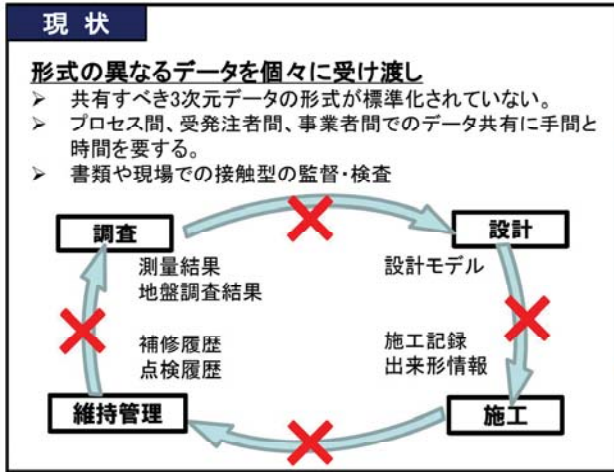 現 状
形式の異なるデータを個々に受け渡し
➢ 共有すべき3次元データの形式が標準化されていない。
➢ プロセス間、受発注者間、事業者間でのデータ共有に手間と
時間を要する。
➢ 書類や現場での接触型の監督・検査
調査
設計
測量結果
地盤調査結果
設計モデル
補修履歴
点検履歴
施工記録
出来形情報
維持管理
施工